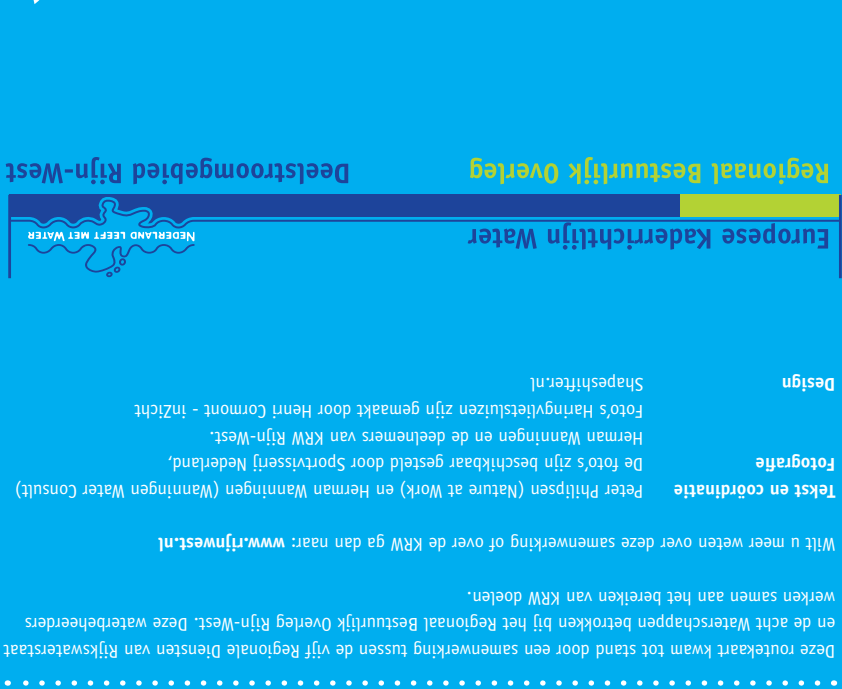 Deze routekaart kwam tot stand door een samenwerking tussen de vijf Regionale Diensten van Rijkswaterstaat
en de acht Waterschappen betrokken bij het Regionaal Bestuurlijk Overleg Rijn-West. Deze waterbeheerders
werken samen aan het bereiken van KRW doelen.
Wilt u meer weten over deze samenwerking of over de KRW ga dan naar: www.rijnwest.nl
Tekst en coördinatie Peter Philipsen (Nature at Work) en Herman Wanningen (Wanningen Water Consult)
Fotografie De foto's zijn beschikbaar gesteld door Sportvisserij Nederland,
Herman Wanningen en de deelnemers van KRW Rijn-West.
Foto's Haringvlietsluizen zijn gemaakt door Henri Cormont - inZicht
Design Shapeshifter.nl
Europese Kaderrichtlijn Water
NEDERLAND LEEFT MET WATER
Regionaal Bestuurlijk Overleg Deelstroomgebied Rijn-West